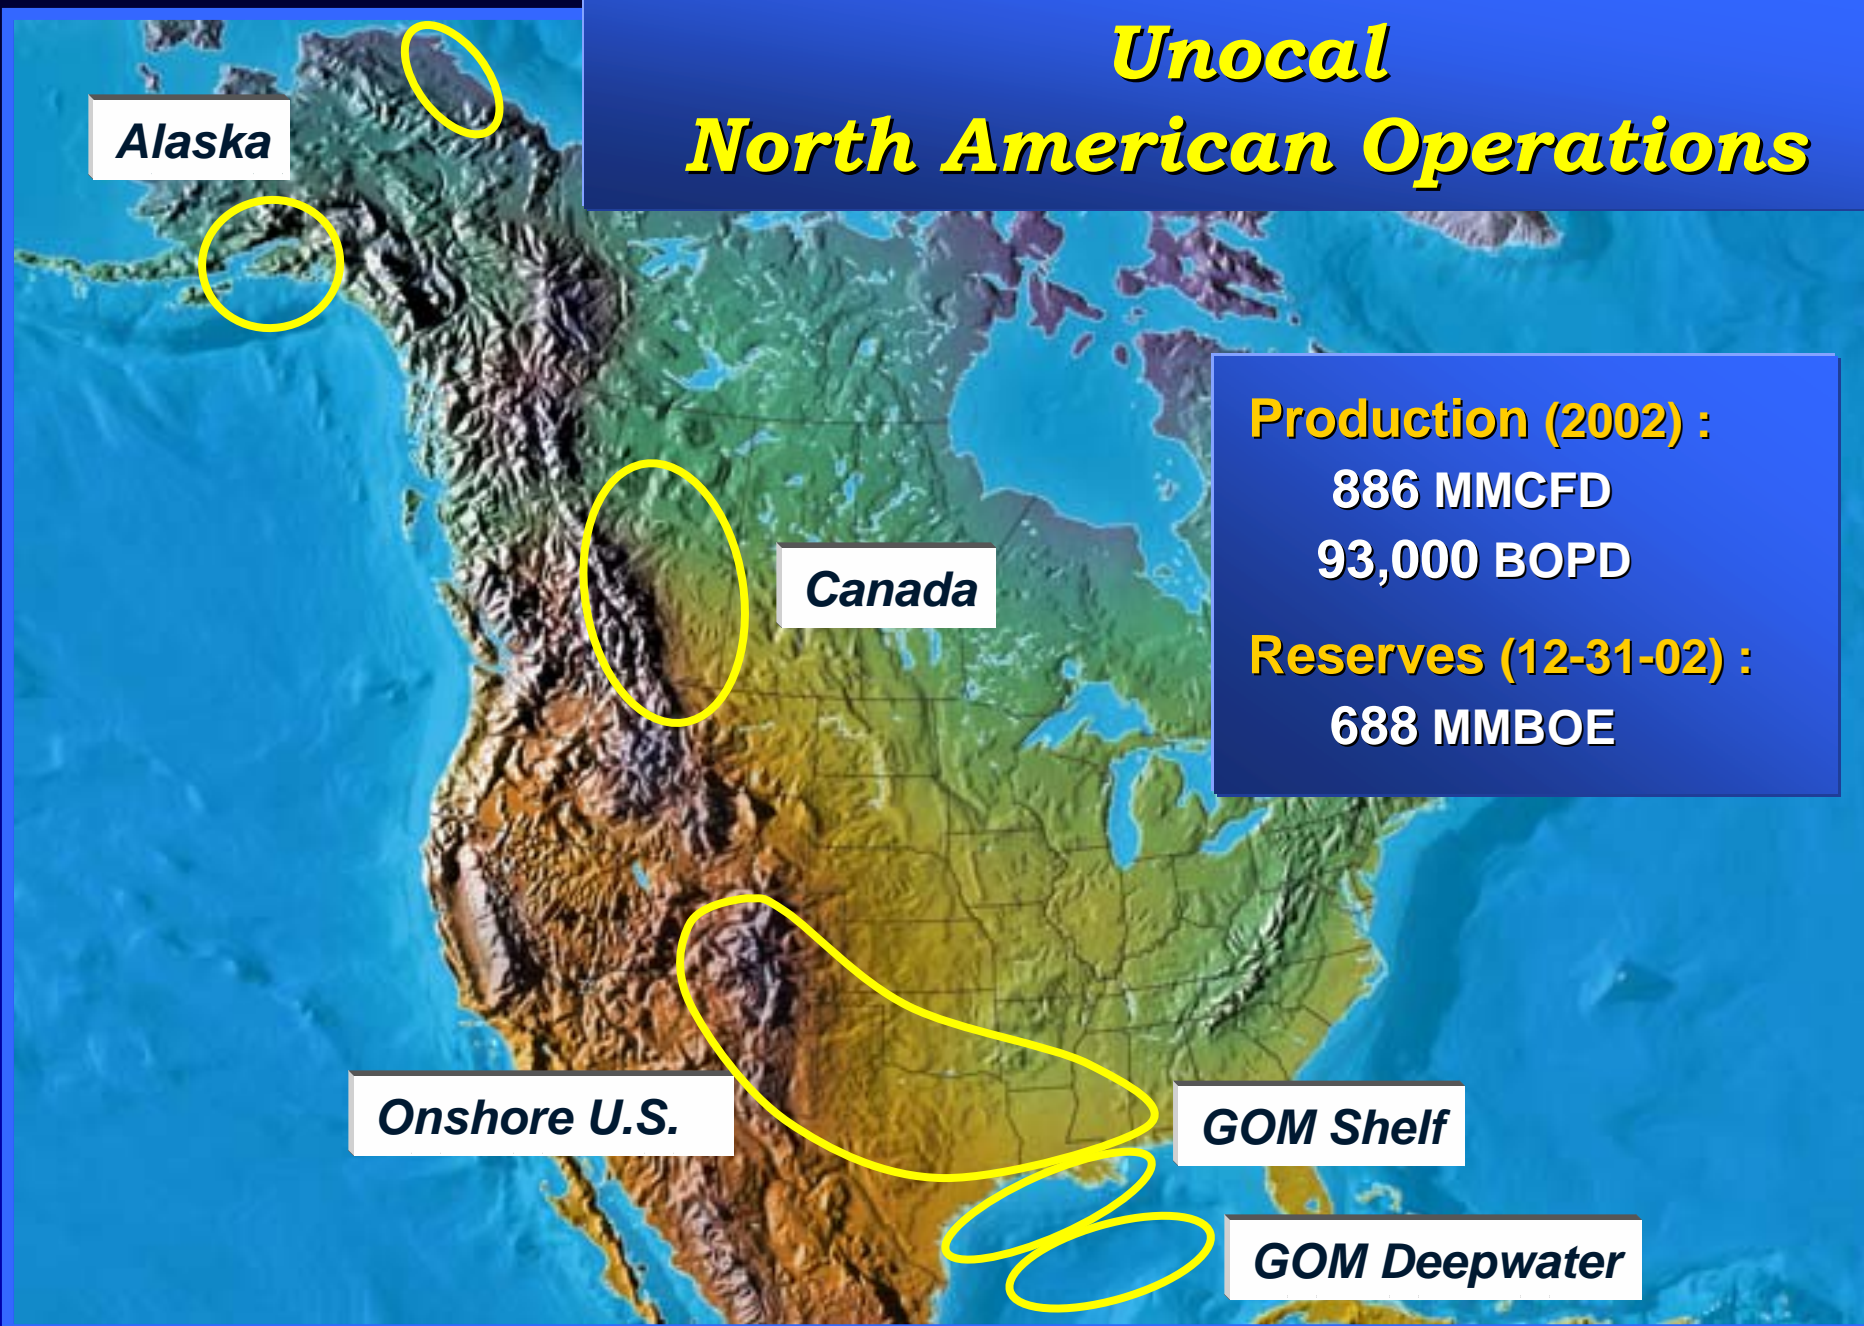 Unocal
North American Operations
Alaska
Production (2002) :
886 MMCFD
93,000 BOPD
Canada
Reserves (12-31-02) :
688 MMBOE
Onshore U.S.
GOM Shelf
GOM Deepwater